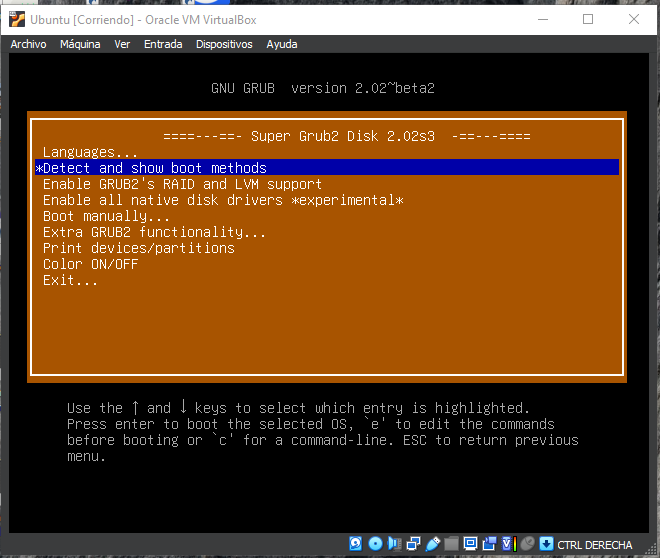 Ubuntu [Corriendo] - Oracle VM VirtualBox
Archivo Máquina Ver Entrada Dispositivos Ayuda
GNU GRUB version 2.02~beta2
====---==- Super Grub2 Disk 2.02s3 -==---====
Languages...
*Detect and show boot methods
Enable GRUB2's RAID and LVM support
Enable all native disk drivers *experimental*
Boot manually...
Extra GRUB2 functionality...
Print devices/partitions
Color ON/OFF
Exit...
Use the ↑ and ↓ keys to select which entry is highlighted.
Press enter to boot the selected OS, `e' to edit the commands
before booting or `c' for a command-line. ESC to return previous
menu.
CTRL DERECHA